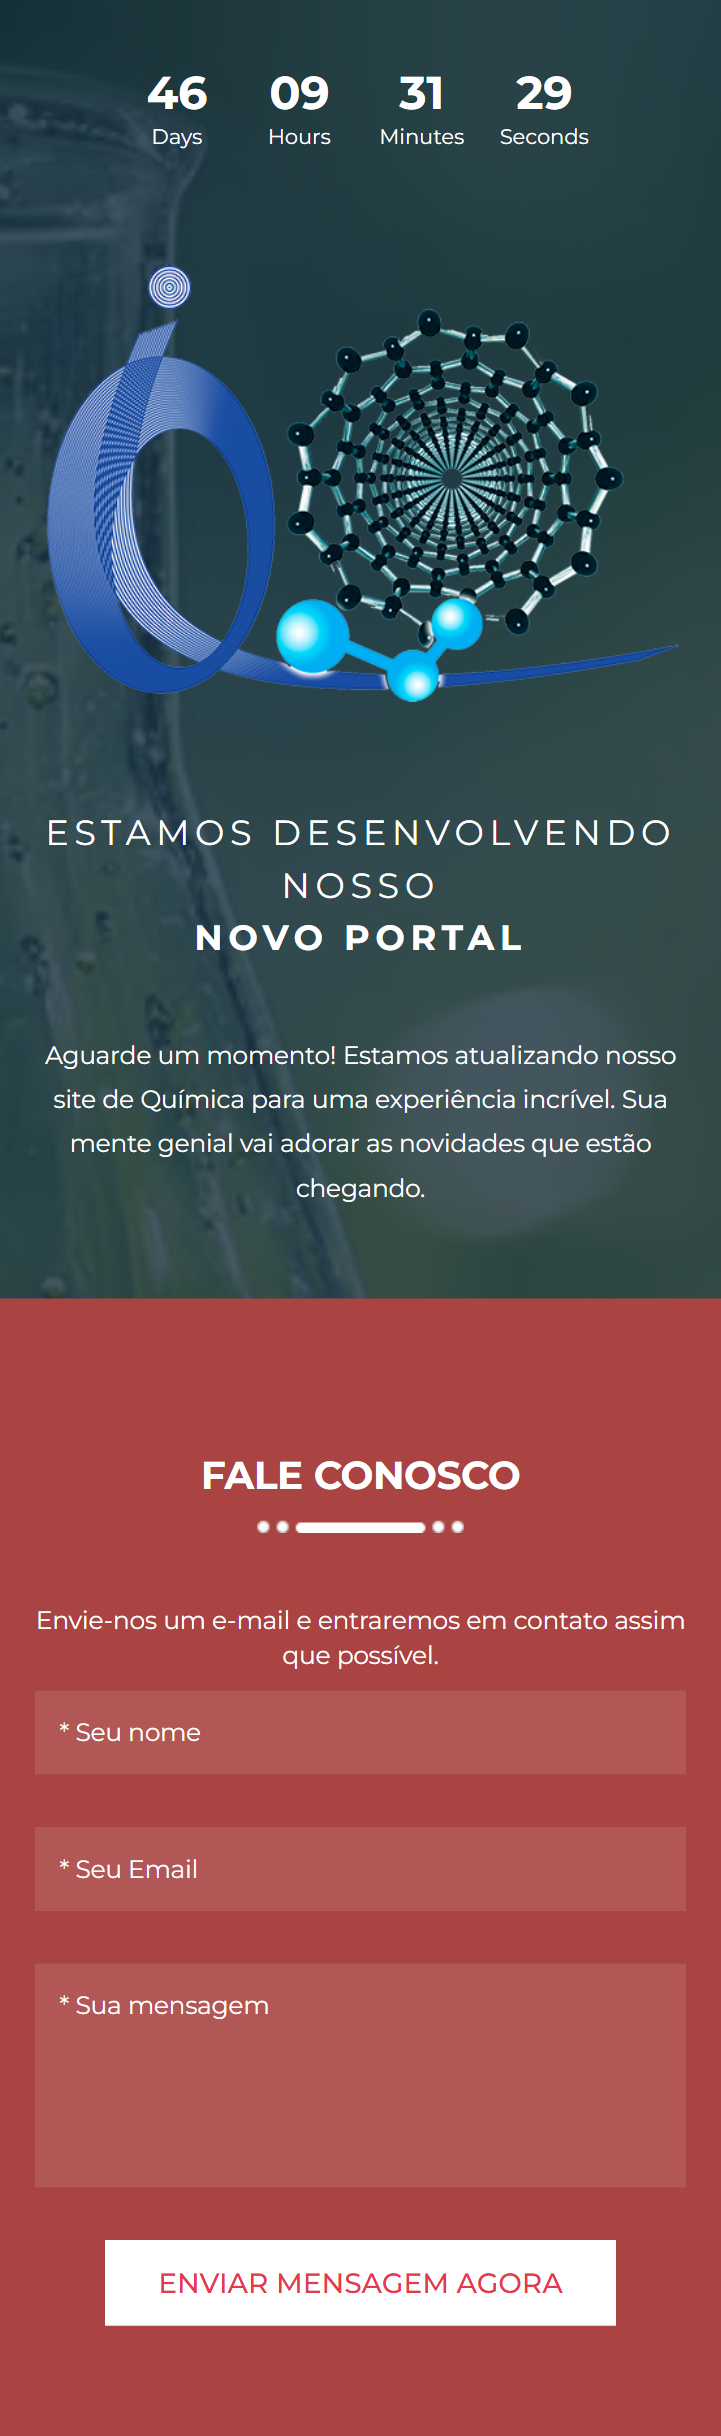 46 09 31 29
Days Hours Minutes Seconds
ESTAMOS DESENVOLVENDO
NOSSO
NOVO PORTAL
Aguarde um momento! Estamos atualizando nosso
site de Química para uma experiência incrível. Sua
mente genial vai adorar as novidades que estão
chegando.
FALE CONOSCO
Envie-nos um e-mail e entraremos em contato assim
que possível.
* Seu nome
* Seu Email
* Sua mensagem
ENVIAR MENSAGEM AGORA